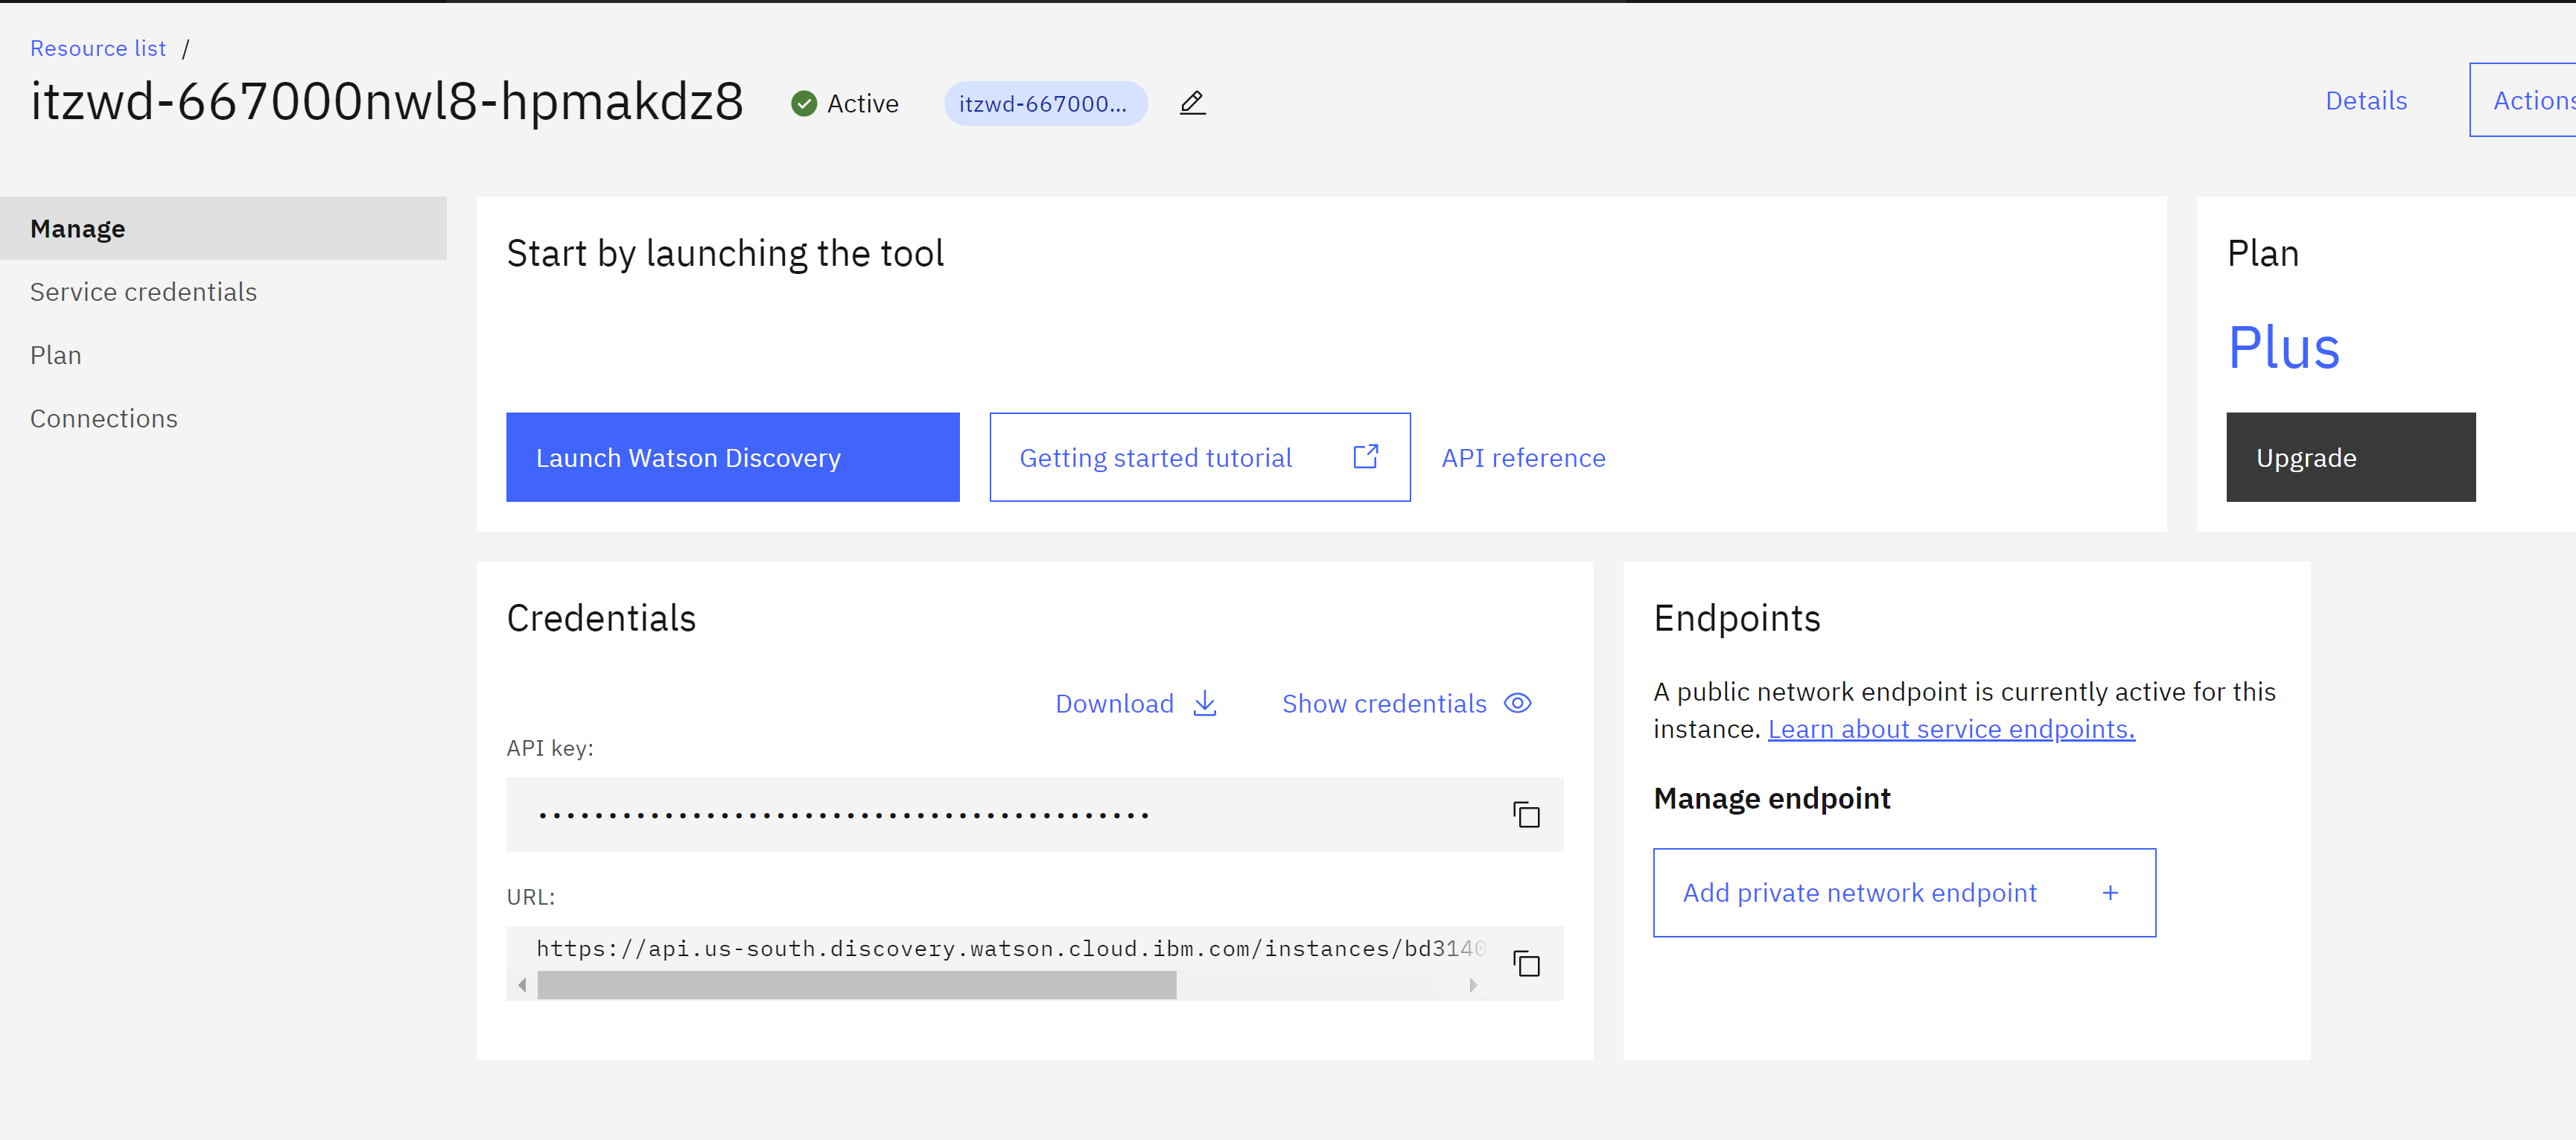 Resource list /
itzwd-667000nwl8-hpmakdz8
Active
itzwd-667000...
Details
Actions
Manage
Service credentials
Plan
Connections
Start by launching the tool
Launch Watson Discovery
Getting started tutorial
API reference
Plan
Plus
Upgrade
Credentials
Download
Show credentials
API key:
••••••••••••••••••••••••••••••••••••••••••••
URL:
https://api.us-south.discovery.watson.cloud.ibm.com/instances/bd3140
Endpoints
A public network endpoint is currently active for this
instance. Learn about service endpoints.
Manage endpoint
Add private network endpoint +